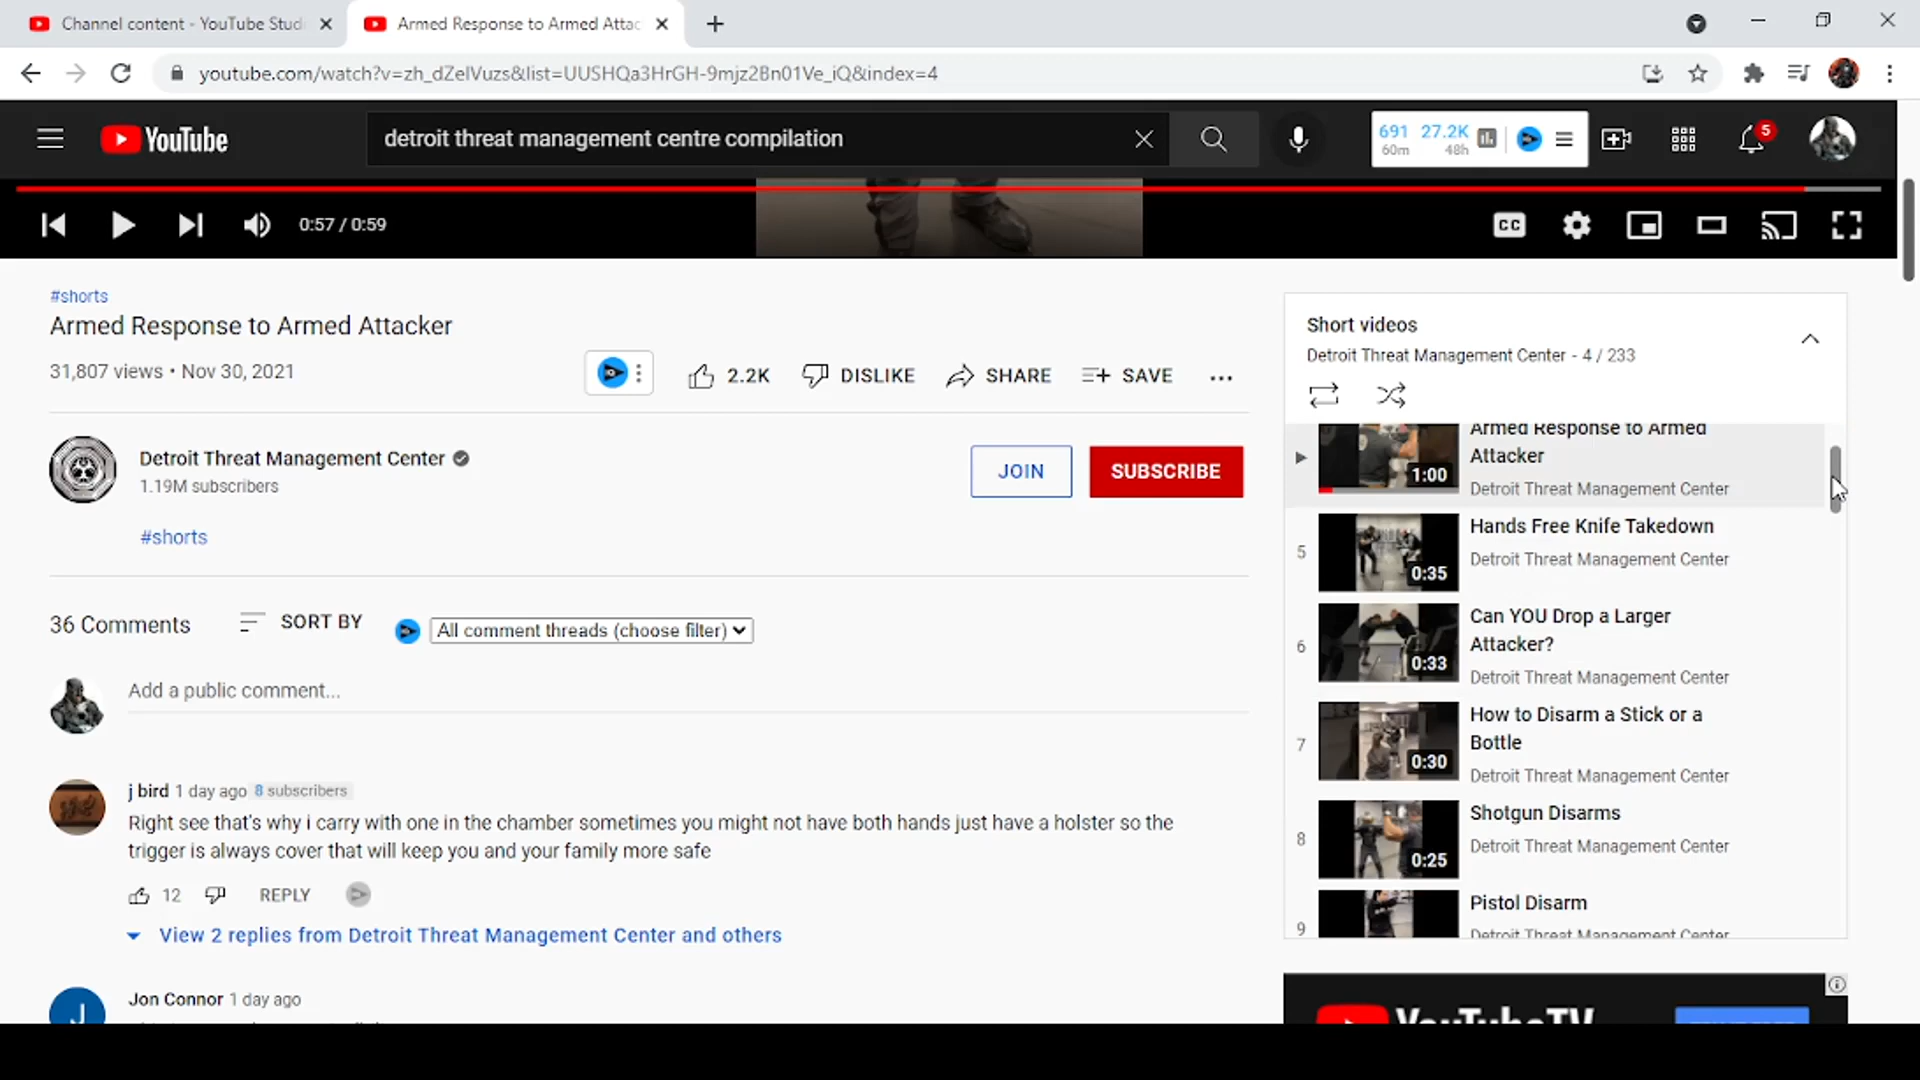 Channel content - YouTube Stud
Armed Response to Armed Attac
youtube.com/watch?v=zh_dZelVuzs&list=UUSHQa3HrGH-9mjz2Bn01Ve_iQ&index=4
YouTube
detroit threat management centre compilation
691 27.2K
60m 48h
5
0:57 / 0:59
CC
#shorts
Armed Response to Armed Attacker
31,807 views • Nov 30, 2021
2.2K DISLIKE SHARE SAVE
Detroit Threat Management Center
1.19M subscribers
JOIN
SUBSCRIBE
#shorts
36 Comments
SORT BY
All comment threads (choose filter)
Add a public comment...
j bird 1 day ago 8 subscribers
Right see that's why i carry with one in the chamber sometimes you might not have both hands just have a holster so the
trigger is always cover that will keep you and your family more safe
12 REPLY
View 2 replies from Detroit Threat Management Center and others
J
Jon Connor 1 day ago
Short videos
Detroit Threat Management Center - 4 / 233
1:00
Armed Response to Armed
Attacker
Detroit Threat Management Center
5
0:35
Hands Free Knife Takedown
Detroit Threat Management Center
6
0:33
Can YOU Drop a Larger
Attacker?
Detroit Threat Management Center
7
0:30
How to Disarm a Stick or a
Bottle
Detroit Threat Management Center
8
0:25
Shotgun Disarms
Detroit Threat Management Center
9
Pistol Disarm
Detroit Threat Management Center
YouTubeTV